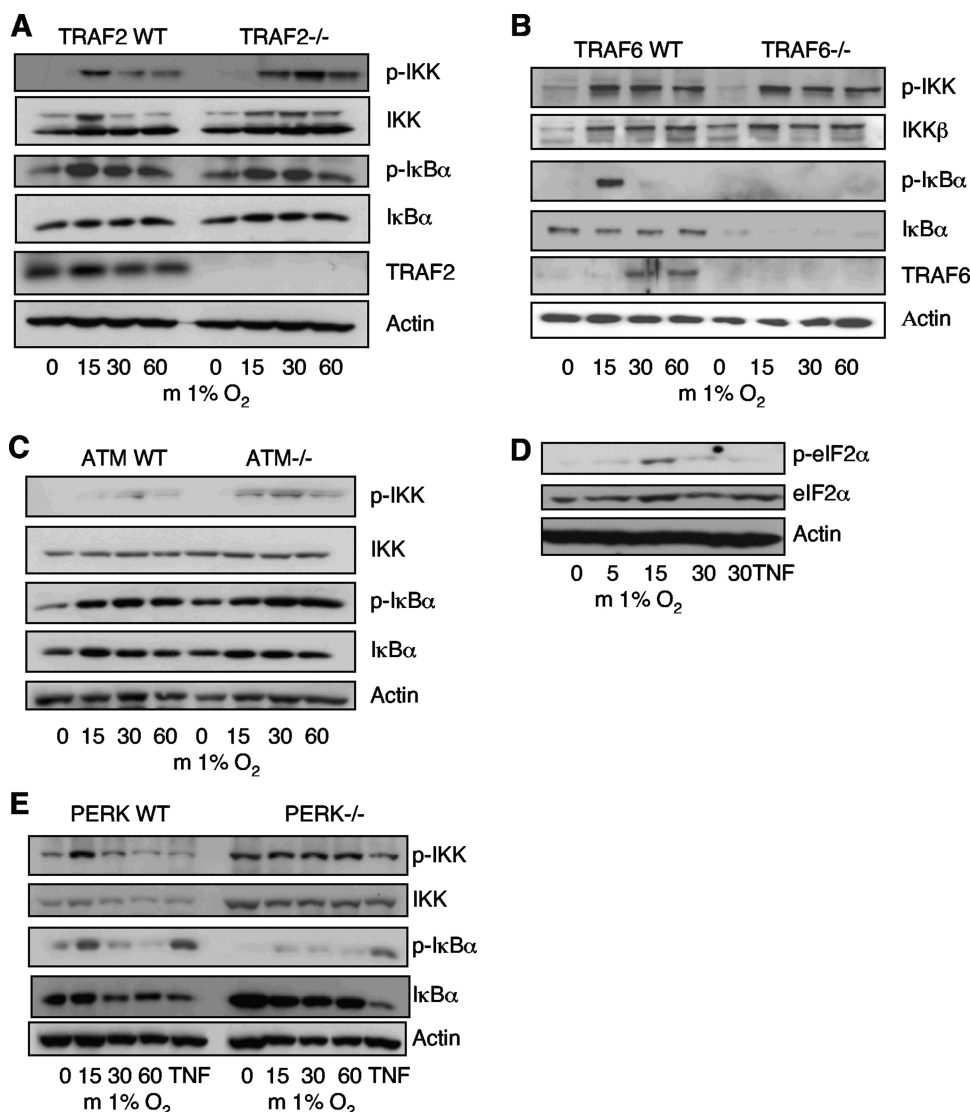 A
TRAF2 WT TRAF2-/-
p-IKK
IKK
p-IκBα
IκBα
TRAF2
Actin
0 15 30 60 0 15 30 60
m 1% O2
B
TRAF6 WT TRAF6-/-
p-IKK
IKKβ
p-IκBα
IκBα
TRAF6
Actin
0 15 30 60 0 15 30 60
m 1% O2
C
ATM WT ATM-/-
p-IKK
IKK
p-IκBα
IκBα
Actin
0 15 30 60 0 15 30 60
m 1% O2
D
p-eIF2α
eIF2α
Actin
0 5 15 30 30TNF
m 1% O2
E
PERK WT PERK-/-
p-IKK
IKK
p-IκBα
IκBα
Actin
0 15 30 60 TNF 0 15 30 60 TNF
m 1% O2 m 1% O2